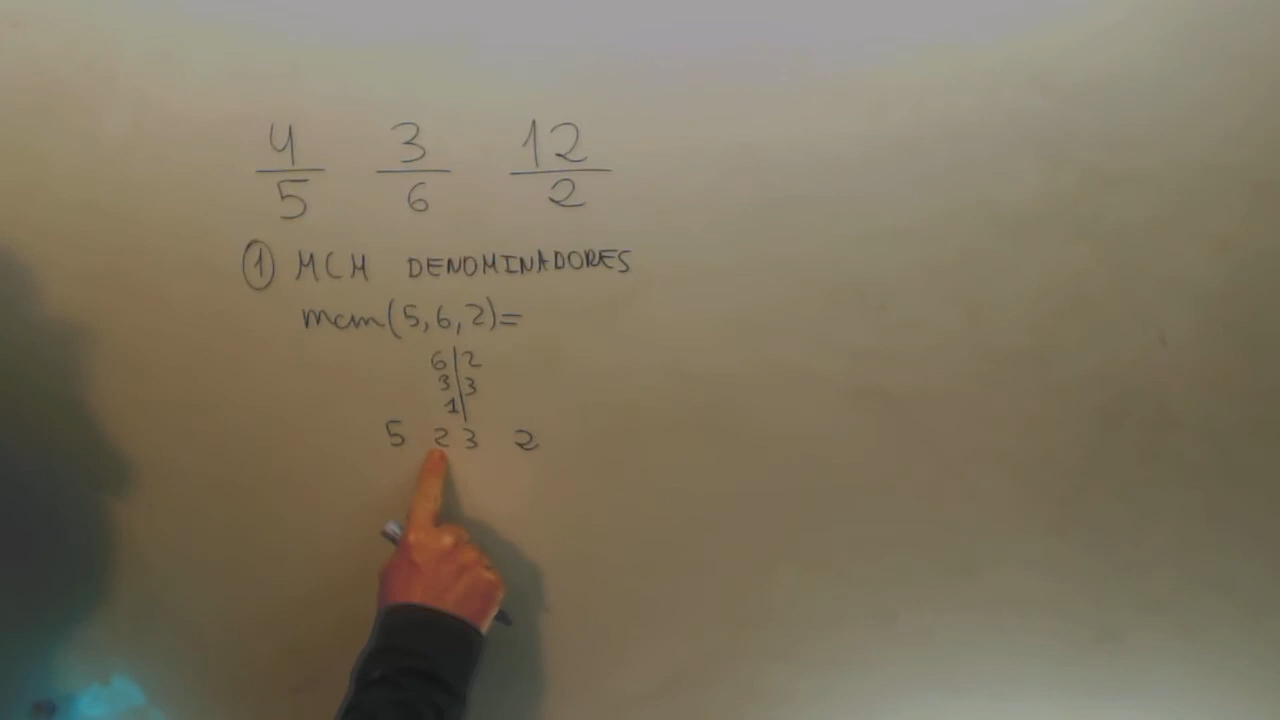 4 3 12
5 6 2
1 MCM DENOMINADORES
mcm(5,6,2)=
6|2
3|3
1|
5 2 3 2